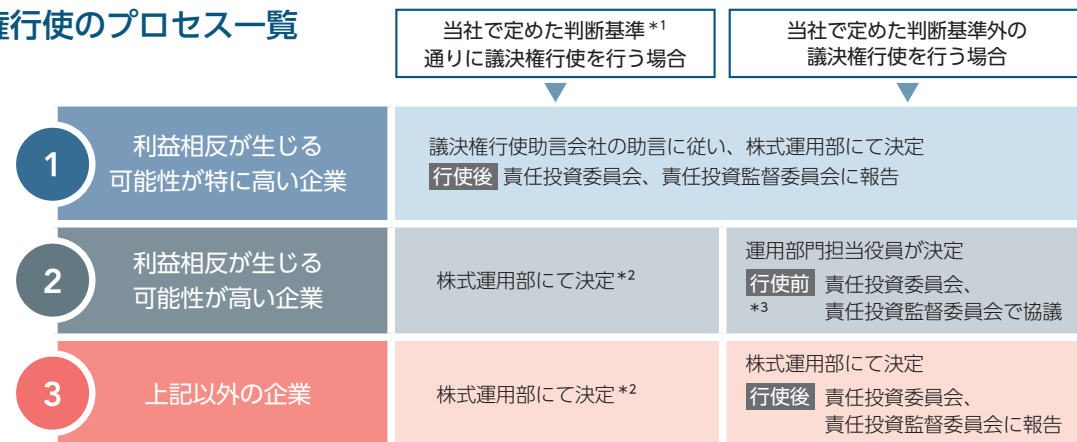 権行使のプロセス一覧
当社で定めた判断基準*1
通りに議決権行使を行う場合
当社で定めた判断基準外の
議決権行使を行う場合
1
利益相反が生じる
可能性が特に高い企業
議決権行使助言会社の助言に従い、株式運用部にて決定
行使後 責任投資委員会、責任投資監督委員会に報告
2
利益相反が生じる
可能性が高い企業
株式運用部にて決定*2
運用部門担当役員が決定
行使前 責任投資委員会、
*3 責任投資監督委員会で協議
3
上記以外の企業
株式運用部にて決定*2
株式運用部にて決定
行使後 責任投資委員会、
責任投資監督委員会に報告